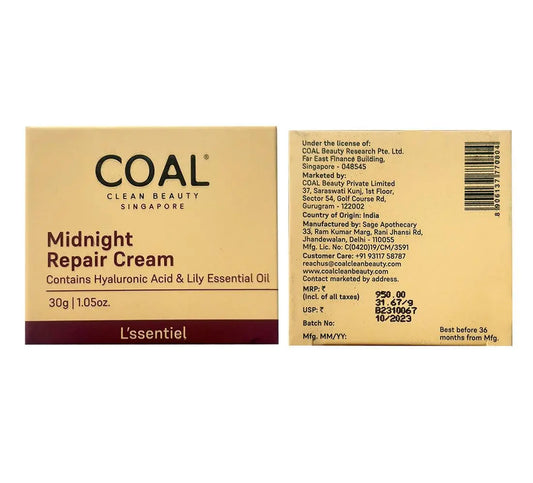 COAL®
CLEAN BEAUTY
SINGAPORE
Midnight
Repair Cream
Contains Hyaluronic Acid & Lily Essential Oil
30g | 1.05oz.
L'ssentiel
Under the license of:
COAL Beauty Research Pte. Ltd.
Far East Finance Building,
Singapore - 048545
Marketed by:
COAL Beauty Private Limited
37, Saraswati Kunj, 1st Floor,
Sector 54, Golf Course Rd,
Gurugram - 122002
Country of Origin: India
Manufactured by: Sage Apothecary
33, Ram Kumar Marg, Rani Jhansi Rd,
Jhandewalan, Delhi - 110055
Mfg. Lic. No: C(0420)19/CM/3591
Customer Care: +91 93117 58787
reachus@coalcleanbeauty.com
www.coalcleanbeauty.com
Contact marketed by address.
MRP: ₹ 950.00
(Incl. of all taxes) 31.67/g
USP: ₹ B2310067
Batch No: 10/2023
Mfg. MM/YY:
Best before 36
months from Mfg.
8906137770804